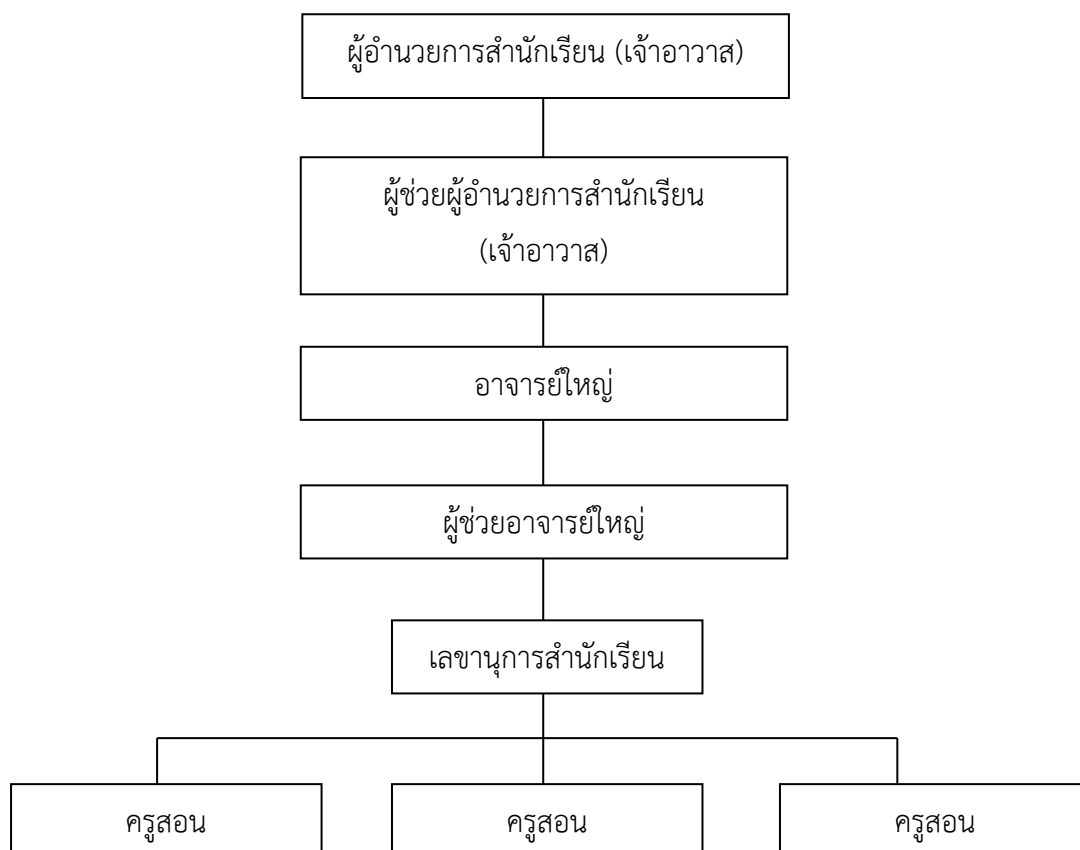 ผู้อำนวยการสำนักเรียน (เจ้าอาวาส)
ผู้ช่วยผู้อำนวยการสำนักเรียน
(เจ้าอาวาส)
อาจารย์ใหญ่
ผู้ช่วยอาจารย์ใหญ่
เลขานุการสำนักเรียน
ครูสอน
ครูสอน
ครูสอน